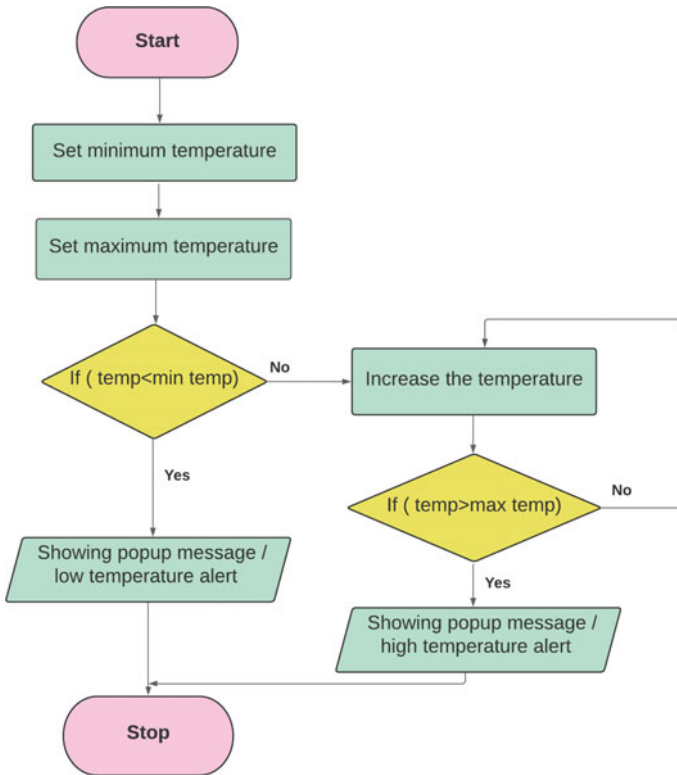 Start
Set minimum temperature
Set maximum temperature
If ( temp<min temp)
No
Increase the temperature
Yes
If ( temp>max temp)
No
Showing popup message /
low temperature alert
Yes
Showing popup message /
high temperature alert
Stop